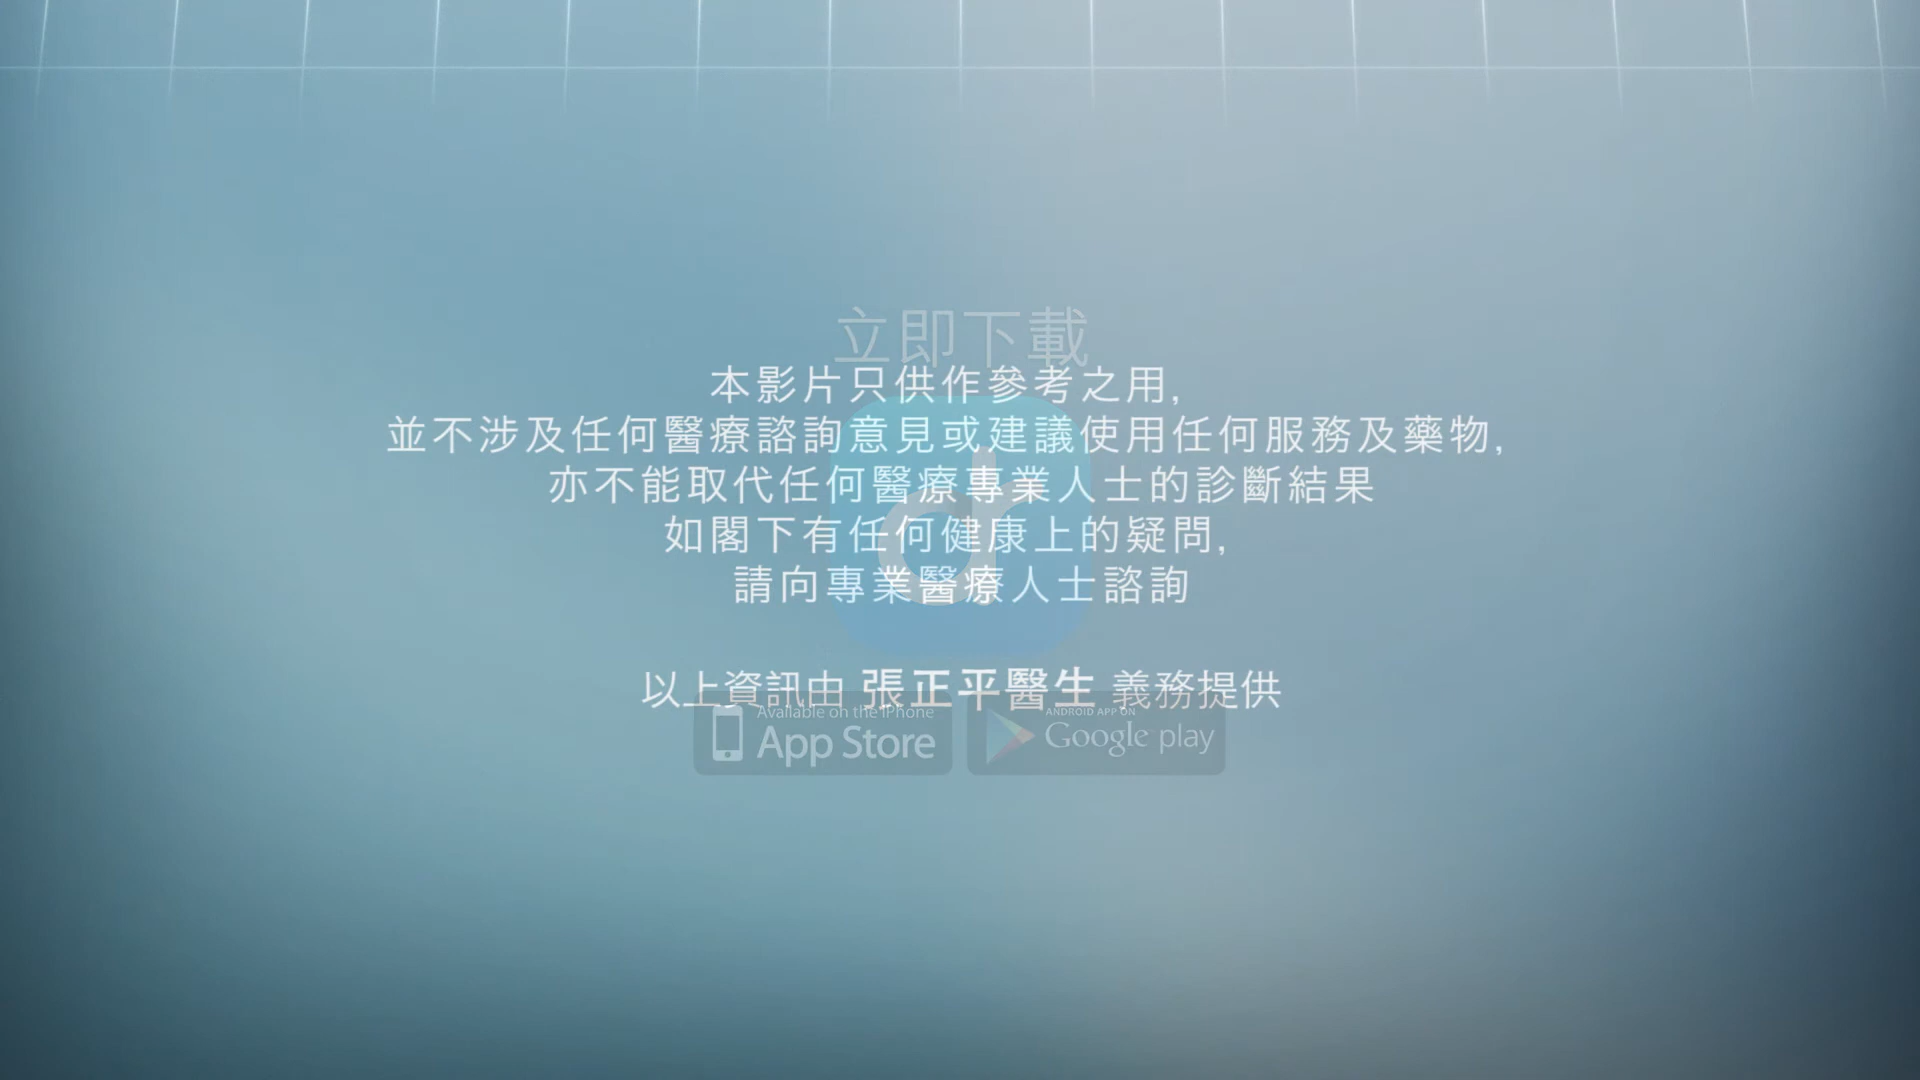 立即下載
本影片只供作參考之用,
並不涉及任何醫療諮詢意見或建議使用任何服務及藥物,
亦不能取代任何醫療專業人士的診斷結果
如閣下有任何健康上的疑問,
請向專業醫療人士諮詢
以上資訊由 張正平醫生 義務提供
Available on the iPhone
App Store
ANDROID APP ON
Google play